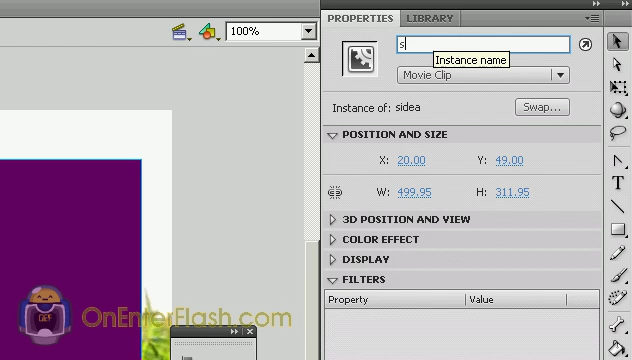 PROPERTIES LIBRARY
100%
s
Instance name
Movie Clip
Instance of: sidea Swap...
POSITION AND SIZE
X: 20.00 Y: 49.00
W: 499.95 H: 311.95
3D POSITION AND VIEW
COLOR EFFECT
DISPLAY
FILTERS
Property Value
OEF OnEnterFlash.com
T